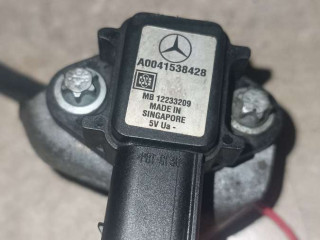 A0041538428
MB 12233209
MADE IN
SINGAPORE
5V Ua -